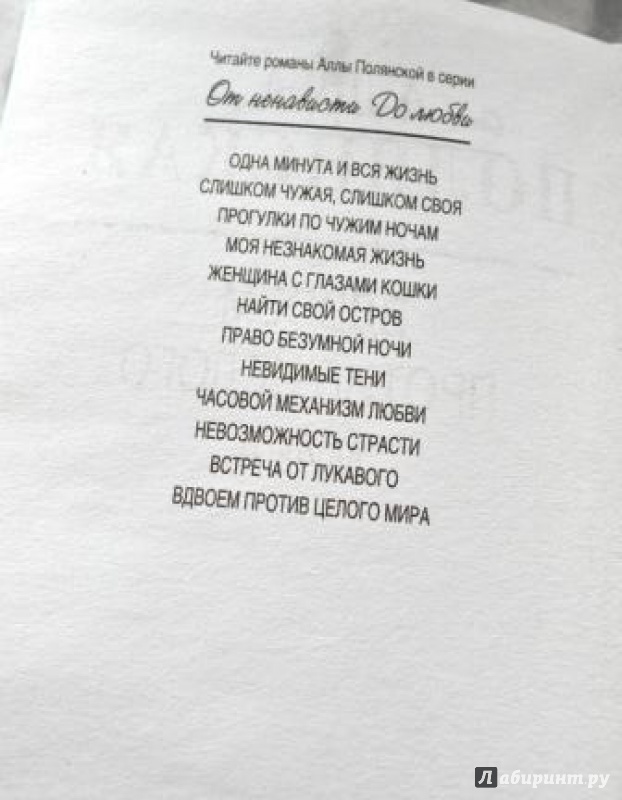 Читайте романы Аллы Полянской в серии
От ненависти До любви
ОДНА МИНУТА И ВСЯ ЖИЗНЬ
СЛИШКОМ ЧУЖАЯ, СЛИШКОМ СВОЯ
ПРОГУЛКИ ПО ЧУЖИМ НОЧАМ
МОЯ НЕЗНАКОМАЯ ЖИЗНЬ
ЖЕНЩИНА С ГЛАЗАМИ КОШКИ
НАЙТИ СВОЙ ОСТРОВ
ПРАВО БЕЗУМНОЙ НОЧИ
НЕВИДИМЫЕ ТЕНИ
ЧАСОВОЙ МЕХАНИЗМ ЛЮБВИ
НЕВОЗМОЖНОСТЬ СТРАСТИ
ВСТРЕЧА ОТ ЛУКАВОГО
ВДВОЕМ ПРОТИВ ЦЕЛОГО МИРА
Лабиринт.ру